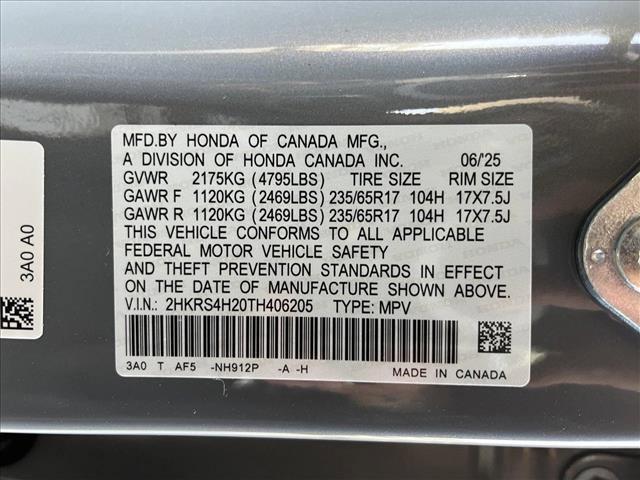 MFD.BY HONDA OF CANADA MFG.,
A DIVISION OF HONDA CANADA INC. 06/'25
GVWR 2175KG (4795LBS) TIRE SIZE RIM SIZE
GAWR F 1120KG (2469LBS) 235/65R17 104H 17X7.5J
GAWR R 1120KG (2469LBS) 235/65R17 104H 17X7.5J
THIS VEHICLE CONFORMS TO ALL APPLICABLE
FEDERAL MOTOR VEHICLE SAFETY
AND THEFT PREVENTION STANDARDS IN EFFECT
ON THE DATE OF MANUFACTURE SHOWN ABOVE.
V.I.N.: 2HKRS4H20TH406205 TYPE: MPV
3A0 T AF5 -NH912P -A -H MADE IN CANADA
3A0 A0